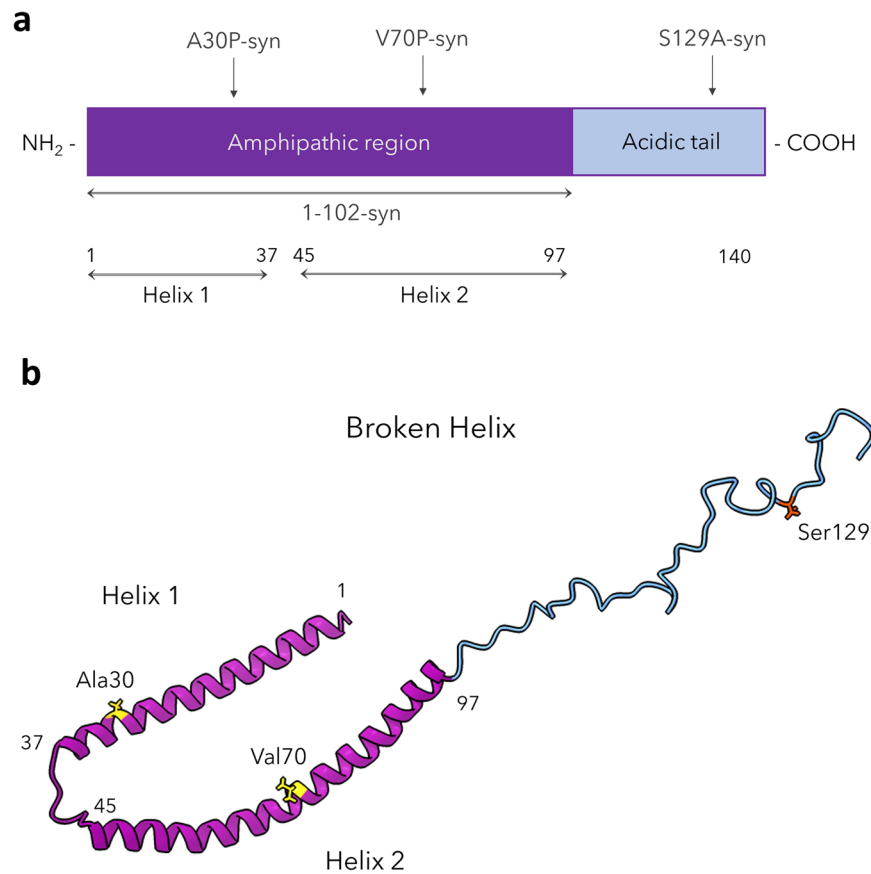 a
A30P-syn V70P-syn S129A-syn
NH₂ - Amphipathic region Acidic tail - COOH
1-102-syn
1 37 45 97 140
Helix 1 Helix 2
b
Broken Helix
Ser129
Helix 1 1
Ala30
97
37
Val70
45
Helix 2